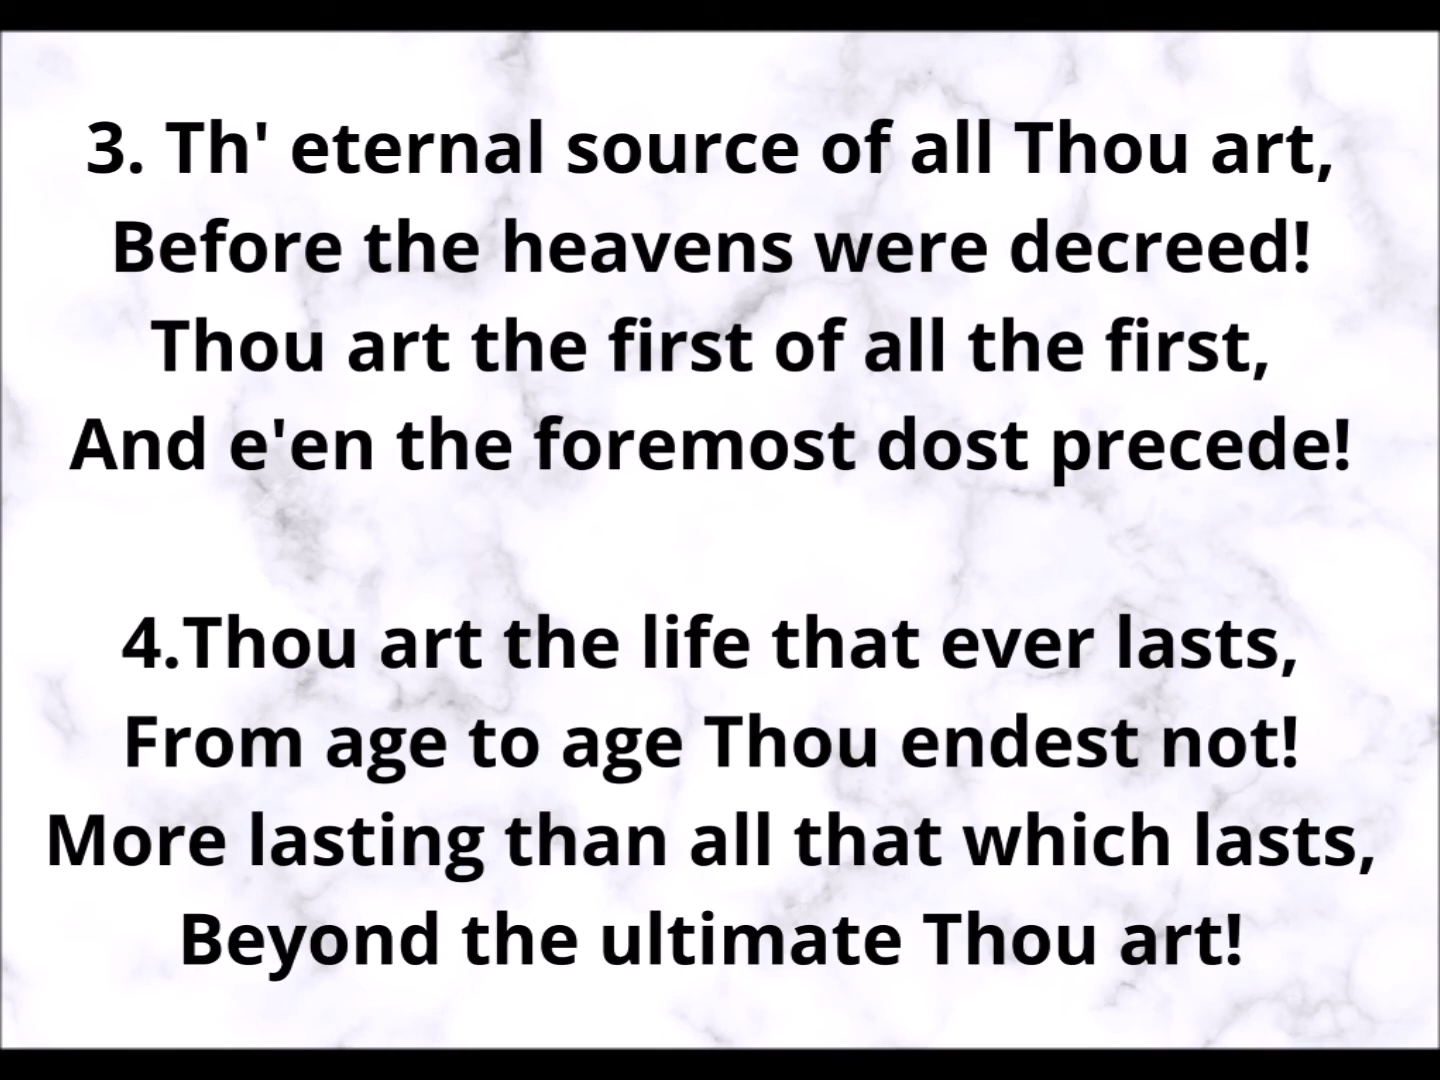 3. Th' eternal source of all Thou art,
Before the heavens were decreed!
Thou art the first of all the first,
And e'en the foremost dost precede!
4.Thou art the life that ever lasts,
From age to age Thou endest not!
More lasting than all that which lasts,
Beyond the ultimate Thou art!